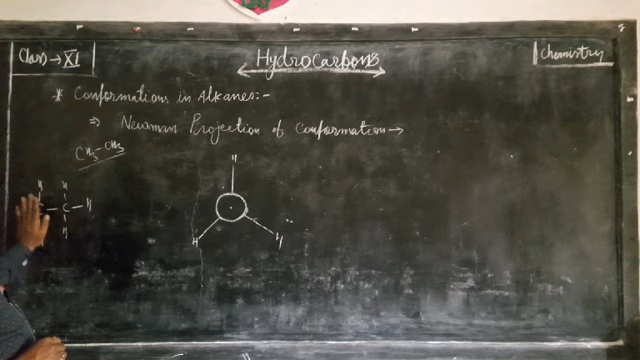 Class → XI
Hydrocarbons
Chemistry
* Conformations in Alkanes:-
⇒ Newman Projection of Conformation →
CH3-CH3
H H
— C — H
H
H
H H